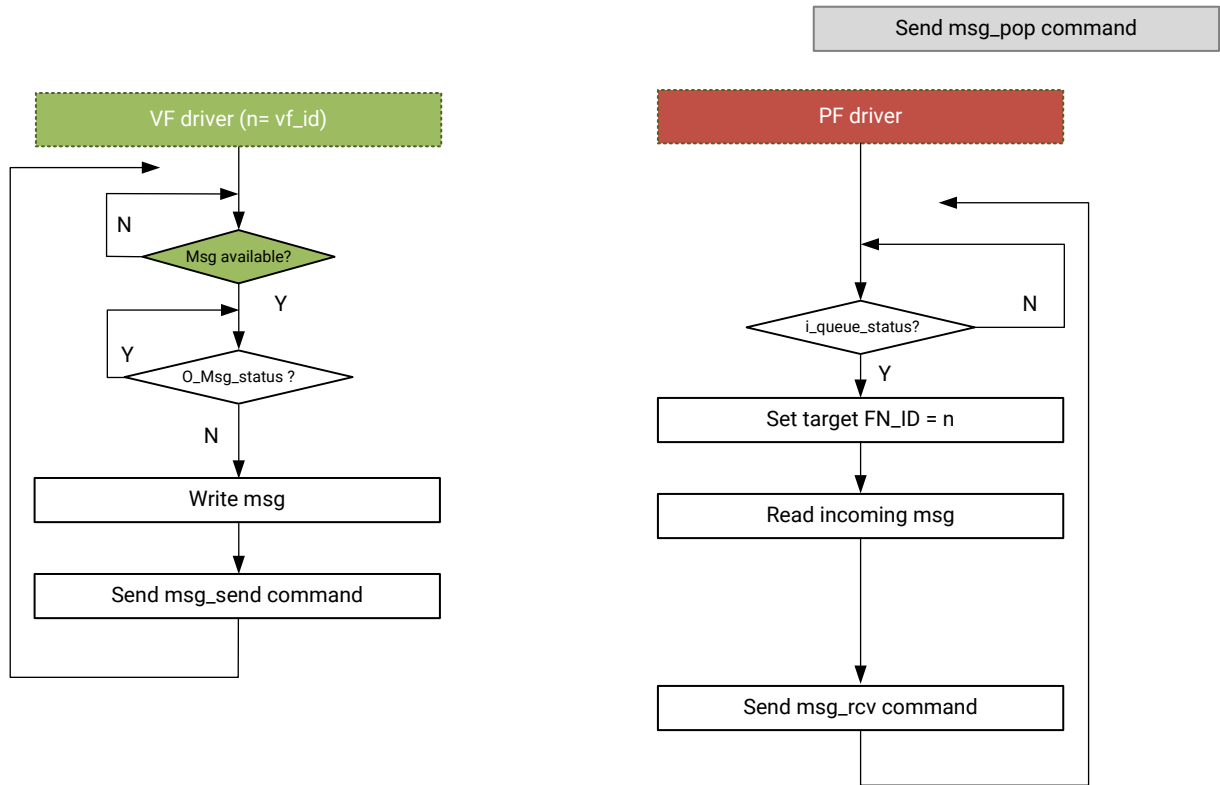 Send msg_pop command
VF driver (n= vf_id)
N
Msg available?
Y
Y
O_Msg_status ?
N
Write msg
Send msg_send command
PF driver
N
i_queue_status?
Y
Set target FN_ID = n
Read incoming msg
Send msg_rcv command